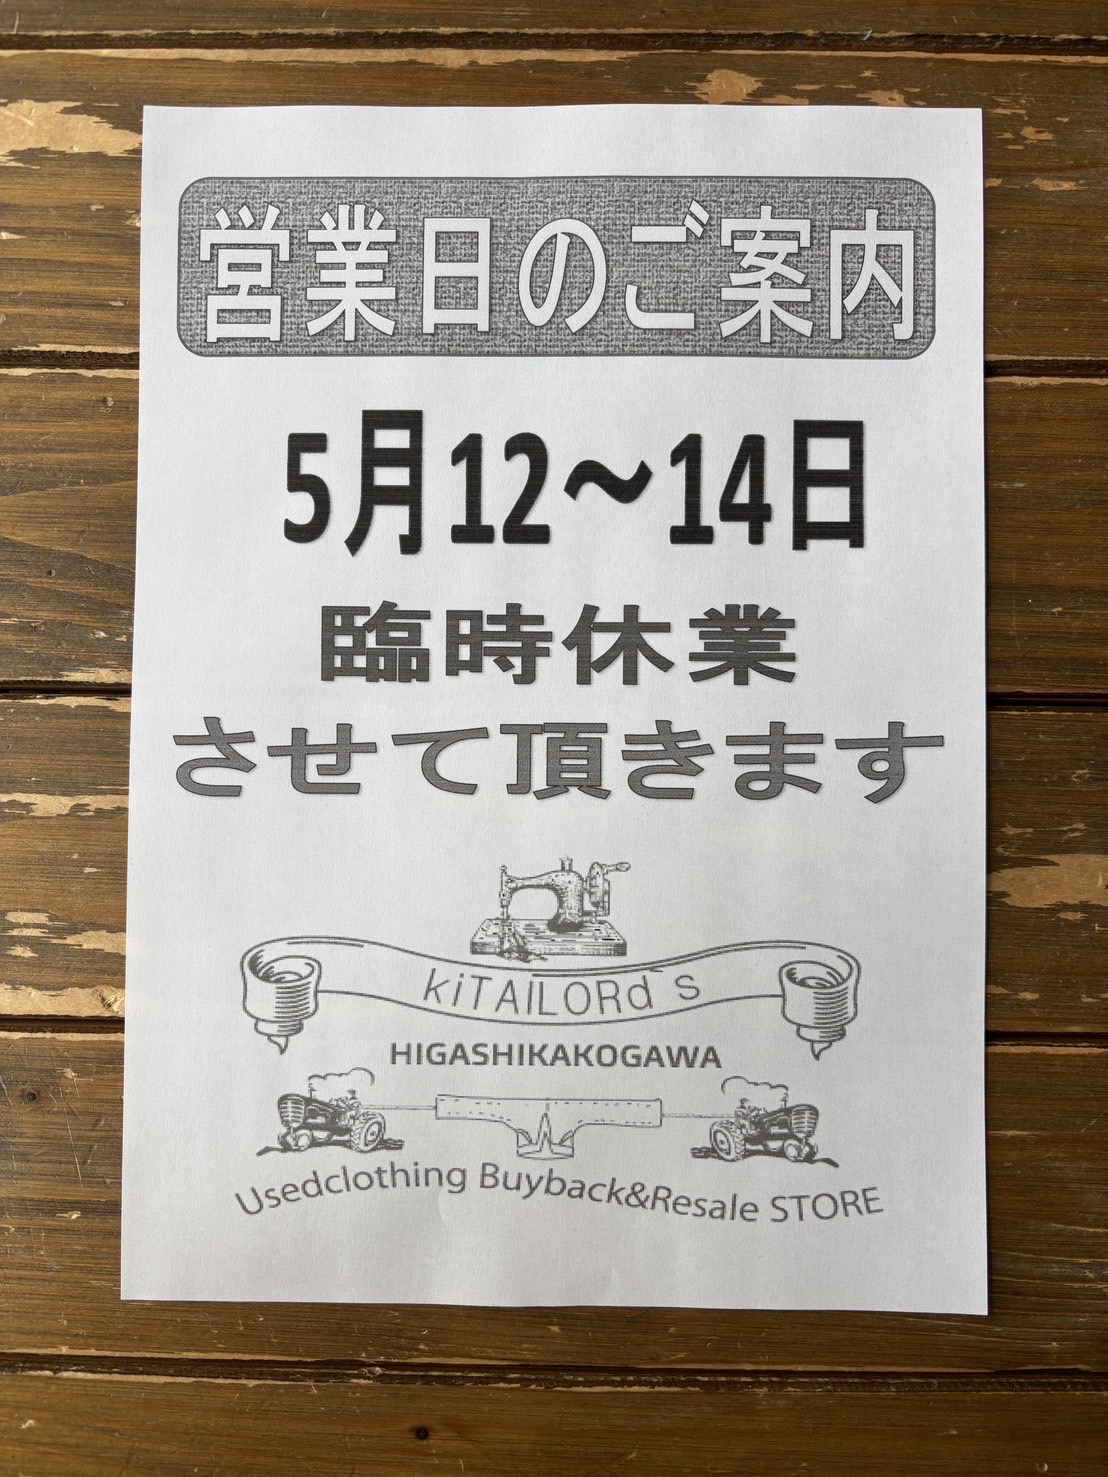 営業日のご案内
5月12～14日
臨時休業
させて頂きます
kiTAILORd`s
HIGASHIKAKOGAWA
Usedclothing Buyback&Resale STORE